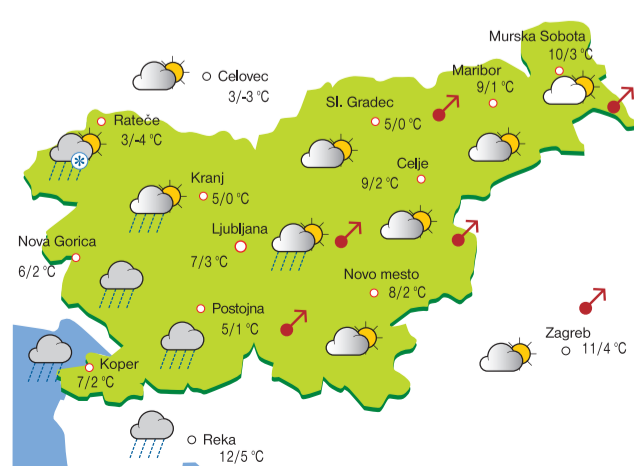 Murska Sobota
10/3 °C
Celovec
3/-3 °C
Maribor
9/1 °C
Sl. Gradec
5/0 °C
Rateče
3/-4 °C
Celje
9/2 °C
Kranj
5/0 °C
Ljubljana
7/3 °C
Nova Gorica
6/2 °C
Novo mesto
8/2 °C
Postojna
5/1 °C
Zagreb
11/4 °C
Koper
7/2 °C
Reka
12/5 °C